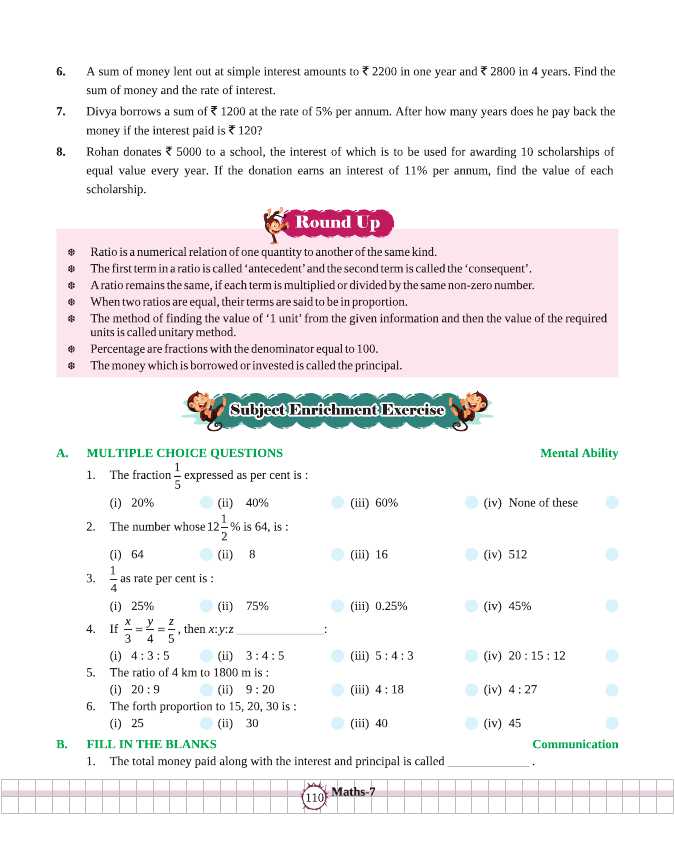 6. A sum of money lent out at simple interest amounts to ₹ 2200 in one year and ₹ 2800 in 4 years. Find the
sum of money and the rate of interest.
7. Divya borrows a sum of ₹ 1200 at the rate of 5% per annum. After how many years does he pay back the
money if the interest paid is ₹ 120?
8. Rohan donates ₹ 5000 to a school, the interest of which is to be used for awarding 10 scholarships of
equal value every year. If the donation earns an interest of 11% per annum, find the value of each
scholarship.
Round Up
❆ Ratio is a numerical relation of one quantity to another of the same kind.
❆ The first term in a ratio is called 'antecedent' and the second term is called the 'consequent'.
❆ A ratio remains the same, if each term is multiplied or divided by the same non-zero number.
❆ When two ratios are equal, their terms are said to be in proportion.
❆ The method of finding the value of '1 unit' from the given information and then the value of the required
units is called unitary method.
❆ Percentage are fractions with the denominator equal to 100.
❆ The money which is borrowed or invested is called the principal.
Subject Enrichment Exercise
A. MULTIPLE CHOICE QUESTIONS Mental Ability
1. The fraction 1/5 expressed as per cent is :
(i) 20% (ii) 40% (iii) 60% (iv) None of these
2. The number whose 12 1/2 % is 64, is :
(i) 64 (ii) 8 (iii) 16 (iv) 512
3. 1/4 as rate per cent is :
(i) 25% (ii) 75% (iii) 0.25% (iv) 45%
4. If x/3 = y/4 = z/5, then x:y:z ______________:
(i) 4 : 3 : 5 (ii) 3 : 4 : 5 (iii) 5 : 4 : 3 (iv) 20 : 15 : 12
5. The ratio of 4 km to 1800 m is :
(i) 20 : 9 (ii) 9 : 20 (iii) 4 : 18 (iv) 4 : 27
6. The forth proportion to 15, 20, 30 is :
(i) 25 (ii) 30 (iii) 40 (iv) 45
B. FILL IN THE BLANKS Communication
1. The total money paid along with the interest and principal is called _____________ .
110 Maths-7